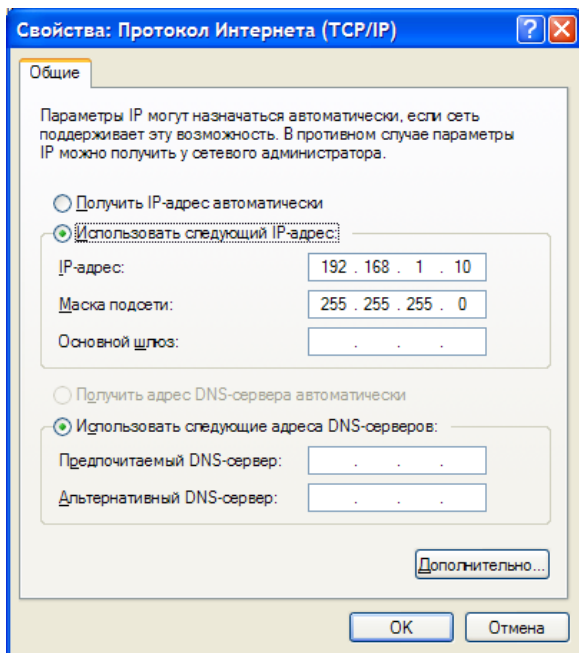 Свойства: Протокол Интернета (TCP/IP)
Общие
Параметры IP могут назначаться автоматически, если сеть
поддерживает эту возможность. В противном случае параметры
IP можно получить у сетевого администратора.
Получить IP-адрес автоматически
Использовать следующий IP-адрес:
IP-адрес: 192 . 168 . 1 . 10
Маска подсети: 255 . 255 . 255 . 0
Основной шлюз: . . .
Получить адрес DNS-сервера автоматически
Использовать следующие адреса DNS-серверов:
Предпочитаемый DNS-сервер: . . .
Альтернативный DNS-сервер: . . .
Дополнительно...
ОК Отмена